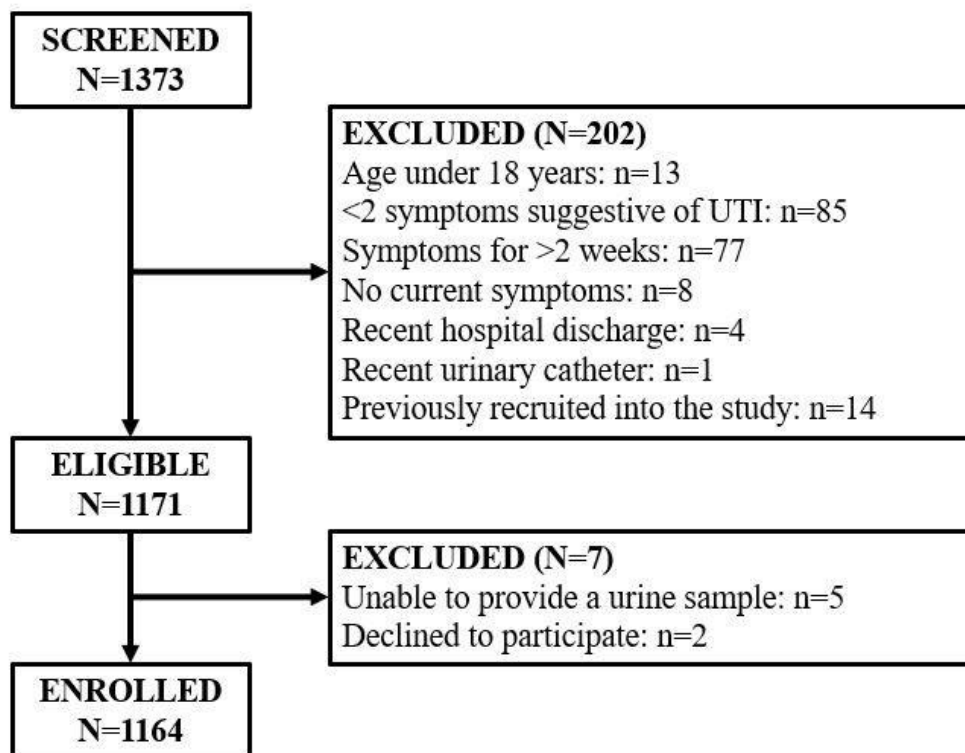 SCREENED
N=1373
EXCLUDED (N=202)
Age under 18 years: n=13
<2 symptoms suggestive of UTI: n=85
Symptoms for >2 weeks: n=77
No current symptoms: n=8
Recent hospital discharge: n=4
Recent urinary catheter: n=1
Previously recruited into the study: n=14
ELIGIBLE
N=1171
EXCLUDED (N=7)
Unable to provide a urine sample: n=5
Declined to participate: n=2
ENROLLED
N=1164